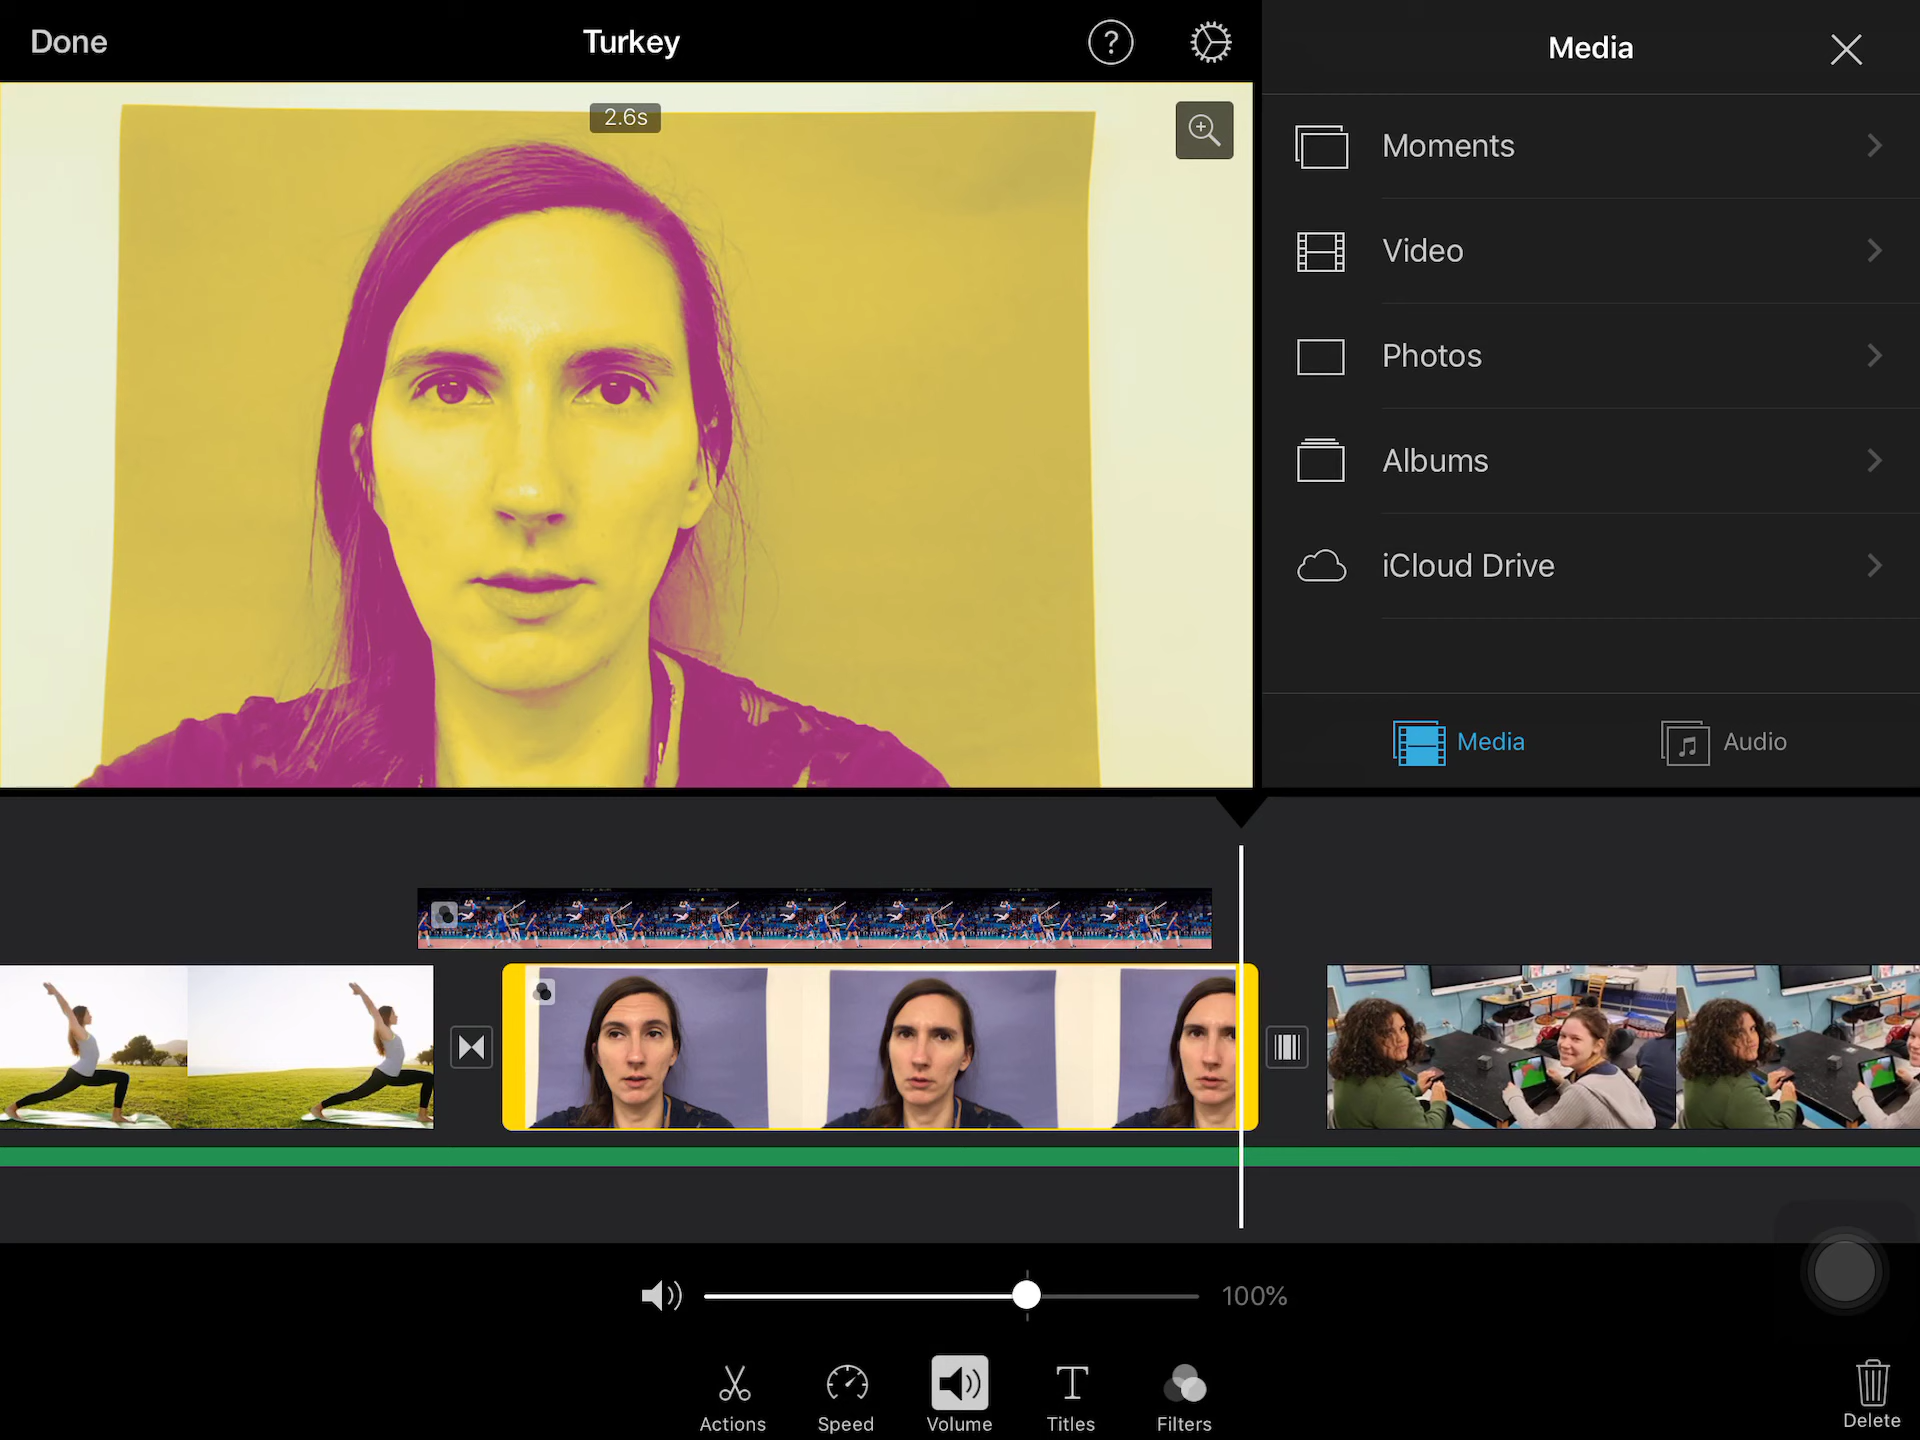 Done
Turkey
?
Media
2.6s
Moments
Video
Photos
Albums
iCloud Drive
Media
Audio
100%
Actions
Speed
Volume
Titles
Filters
Delete